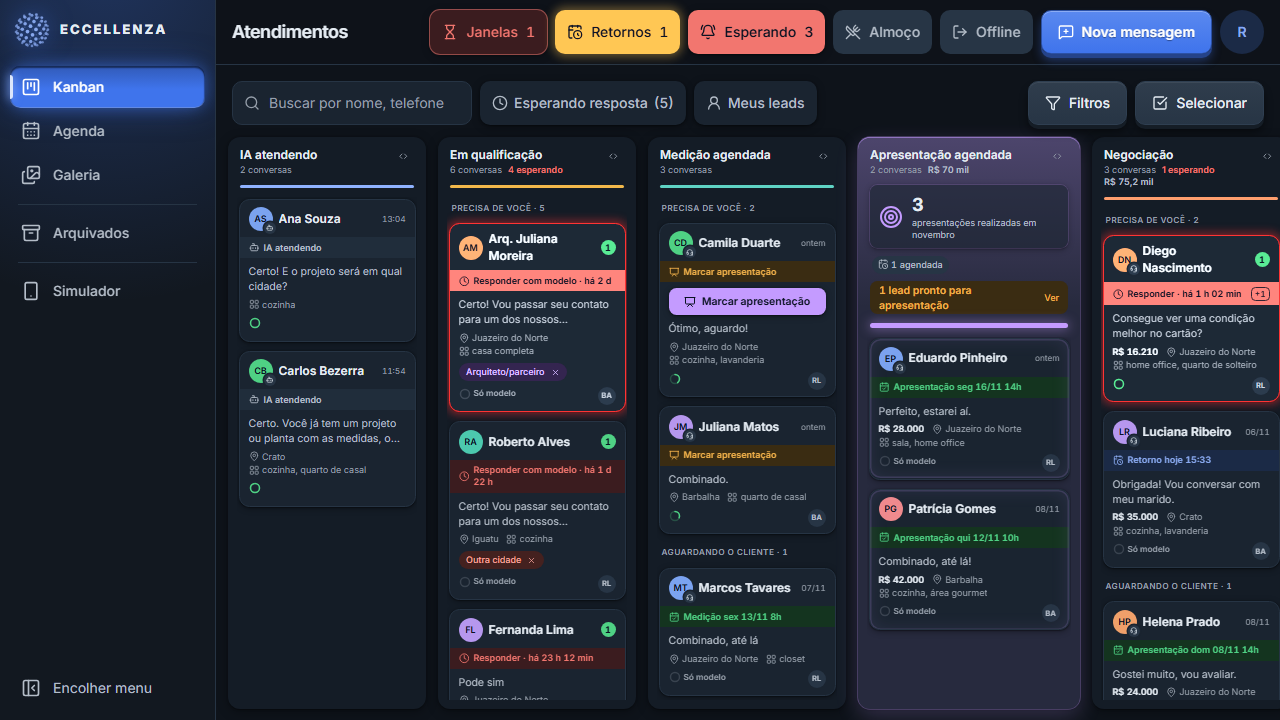 ECCELLENZA
Kanban
Agenda
Galeria
Arquivados
Simulador
Encolher menu
Atendimentos
Janelas 1
Retornos 1
Esperando 3
Almoço
Offline
Nova mensagem
R
Buscar por nome, telefone
Esperando resposta (5)
Meus leads
Filtros
Selecionar
IA atendendo
2 conversas
AS
Ana Souza
13:04
IA atendendo
Certo! E o projeto será em qual
cidade?
cozinha
CB
Carlos Bezerra
11:54
IA atendendo
Certo. Você já tem um projeto
ou planta com as medidas, o...
Crato
cozinha, quarto de casal
Em qualificação
6 conversas 4 esperando
PRECISA DE VOCÊ · 5
AM
Arq. Juliana
Moreira
1
Responder com modelo · há 2 d
Certo! Vou passar seu contato
para um dos nossos...
Juazeiro do Norte
casa completa
Arquiteto/parceiro ×
Só modelo
BA
RA
Roberto Alves
1
Responder com modelo · há 1 d
22 h
Certo! Vou passar seu contato
para um dos nossos...
Iguatu cozinha
Outra cidade ×
Só modelo
RL
FL
Fernanda Lima
1
Responder · há 23 h 12 min
Pode sim
Juazeiro do Norte
Medição agendada
3 conversas
PRECISA DE VOCÊ · 2
CD
Camila Duarte
ontem
Marcar apresentação
Marcar apresentação
Ótimo, aguardo!
Juazeiro do Norte
cozinha, lavanderia
RL
JM
Juliana Matos
ontem
Marcar apresentação
Combinado.
Barbalha quarto de casal
BA
AGUARDANDO O CLIENTE · 1
MT
Marcos Tavares
07/11
Medição sex 13/11 8h
Combinado, até lá
Juazeiro do Norte closet
Só modelo
RL
Apresentação agendada
2 conversas R$ 70 mil
3
apresentações realizadas em
novembro
1 agendada
1 lead pronto para
apresentação
Ver
EP
Eduardo Pinheiro
ontem
Apresentação seg 16/11 14h
Perfeito, estarei aí.
R$ 28.000 Juazeiro do Norte
sala, home office
Só modelo
RL
PG
Patrícia Gomes
08/11
Apresentação qui 12/11 10h
Combinado, até lá!
R$ 42.000 Barbalha
cozinha, área gourmet
Só modelo
BA
Negociação
3 conversas 1 esperando
R$ 75,2 mil
PRECISA DE VOCÊ · 2
DN
Diego
Nascimento
1
Responder · há 1 h 02 min +1
Consegue ver uma condição
melhor no cartão?
R$ 16.210 Juazeiro do Norte
home office, quarto de solteiro
RL
LR
Luciana Ribeiro
06/11
Retorno hoje 15:33
Obrigada! Vou conversar com
meu marido.
R$ 35.000 Crato
cozinha, lavanderia
Só modelo
BA
AGUARDANDO O CLIENTE · 1
HP
Helena Prado
08/11
Apresentação dom 08/11 14h
Gostei muito, vou avaliar.
R$ 24.000 Juazeiro do Norte